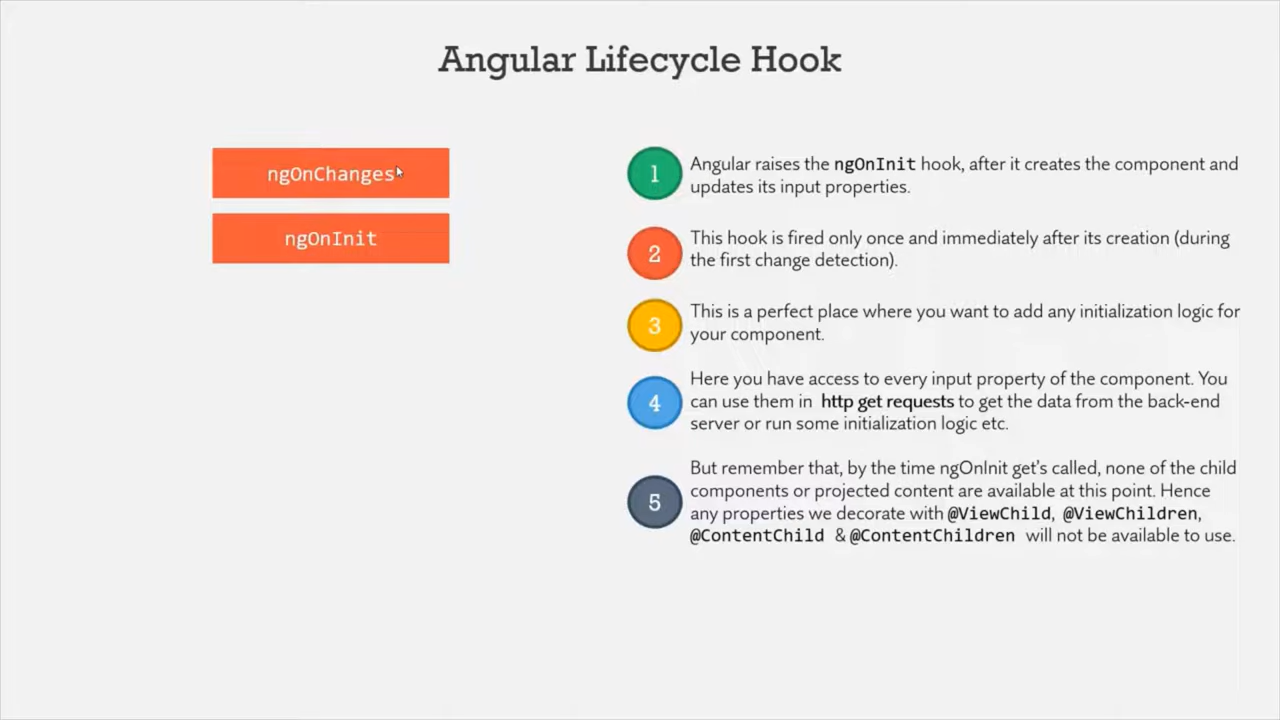 Angular Lifecycle Hook
ngOnChanges
ngOnInit
1
Angular raises the ngOnInit hook, after it creates the component and
updates its input properties.
2
This hook is fired only once and immediately after its creation (during
the first change detection).
3
This is a perfect place where you want to add any initialization logic for
your component.
4
Here you have access to every input property of the component. You
can use them in http get requests to get the data from the back-end
server or run some initialization logic etc.
5
But remember that, by the time ngOnInit get's called, none of the child
components or projected content are available at this point. Hence
any properties we decorate with @ViewChild, @ViewChildren,
@ContentChild & @ContentChildren will not be available to use.